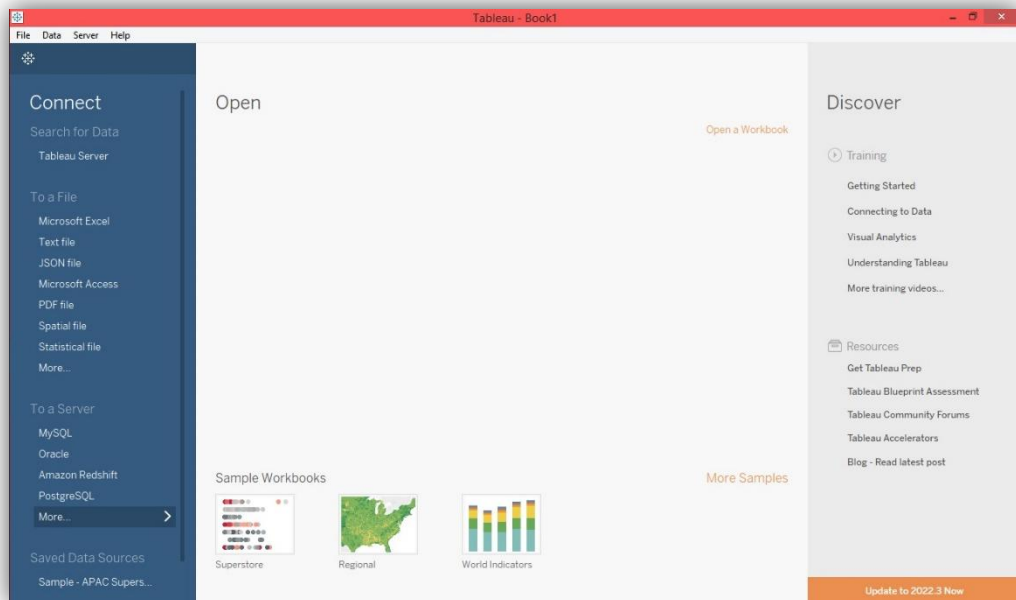 Tableau - Book1
File Data Server Help
Connect
Search for Data
Tableau Server
To a File
Microsoft Excel
Text file
JSON file
Microsoft Access
PDF file
Spatial file
Statistical file
More...
To a Server
MySQL
Oracle
Amazon Redshift
PostgreSQL
More...
Saved Data Sources
Sample - APAC Supers...
Open
Open a Workbook
Sample Workbooks
More Samples
Superstore
Regional
World Indicators
Discover
Training
Getting Started
Connecting to Data
Visual Analytics
Understanding Tableau
More training videos...
Resources
Get Tableau Prep
Tableau Blueprint Assessment
Tableau Community Forums
Tableau Accelerators
Blog - Read latest post
Update to 2022.3 Now